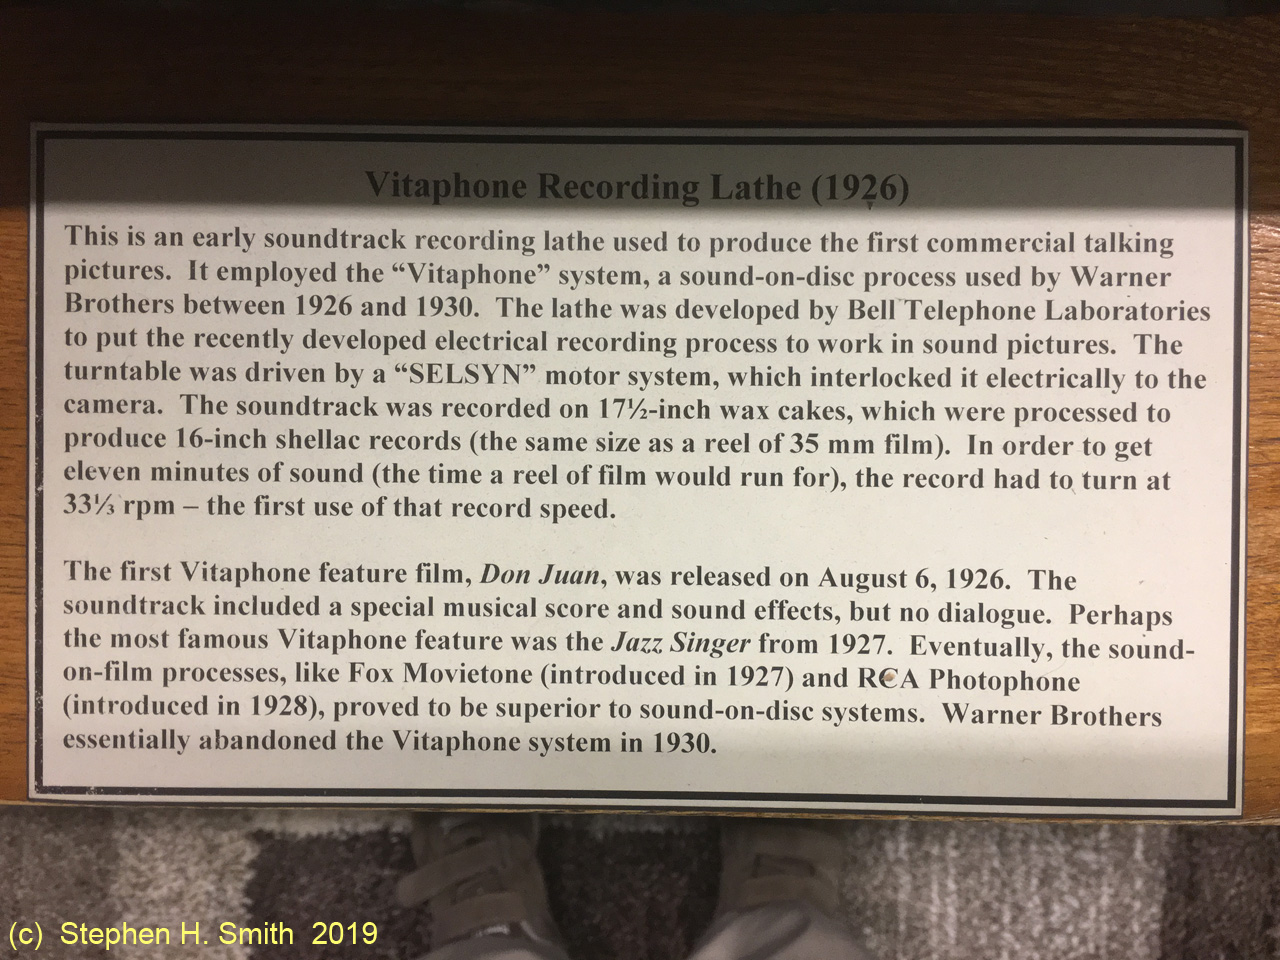 Vitaphone Recording Lathe (1926)
This is an early soundtrack recording lathe used to produce the first commercial talking
pictures.  It employed the “Vitaphone” system, a sound-on-disc process used by Warner
Brothers between 1926 and 1930.  The lathe was developed by Bell Telephone Laboratories
to put the recently developed electrical recording process to work in sound pictures.  The
turntable was driven by a “SELSYN” motor system, which interlocked it electrically to the
camera.  The soundtrack was recorded on 17½-inch wax cakes, which were processed to
produce 16-inch shellac records (the same size as a reel of 35 mm film).  In order to get
eleven minutes of sound (the time a reel of film would run for), the record had to turn at
33⅓ rpm – the first use of that record speed.
The first Vitaphone feature film, Don Juan, was released on August 6, 1926.  The
soundtrack included a special musical score and sound effects, but no dialogue.  Perhaps
the most famous Vitaphone feature was the Jazz Singer from 1927.  Eventually, the sound-
on-film processes, like Fox Movietone (introduced in 1927) and RCA Photophone
(introduced in 1928), proved to be superior to sound-on-disc systems.  Warner Brothers
essentially abandoned the Vitaphone system in 1930.
(c)  Stephen H. Smith  2019